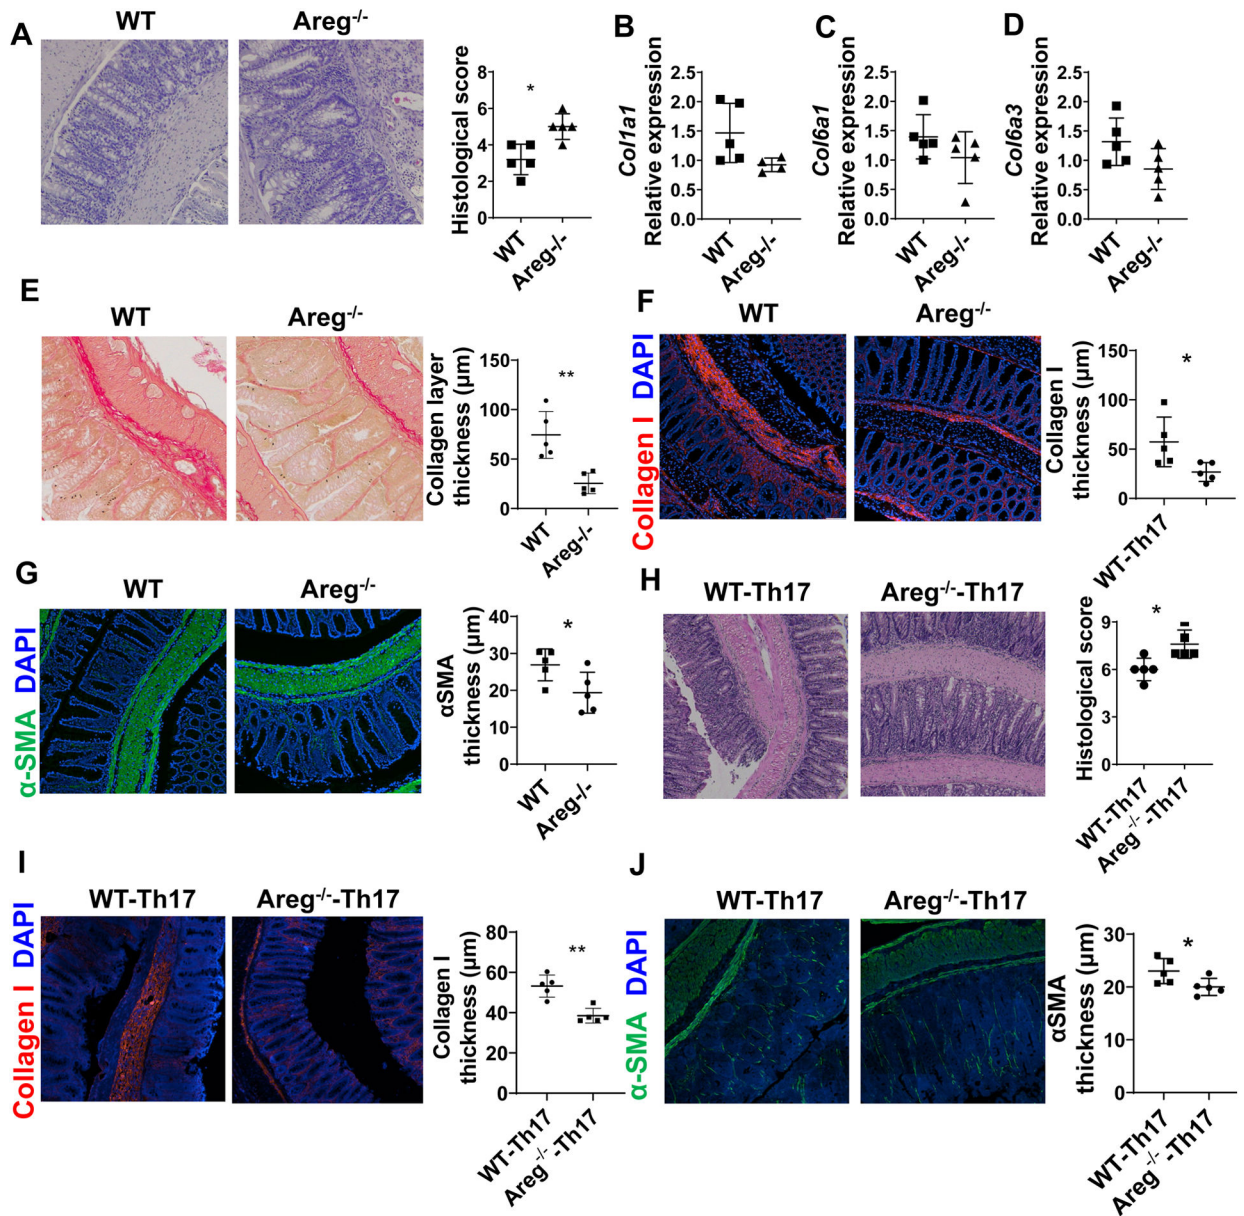 A
WT
Areg-/-
Histological score
8
6
4
2
0
*
WT
Areg-/-
B
Col1a1
Relative expression
2.5
2.0
1.5
1.0
0.5
0.0
WT
Areg-/-
C
Col6a1
Relative expression
2.5
2.0
1.5
1.0
0.5
0.0
WT
Areg-/-
D
Col6a3
Relative expression
2.5
2.0
1.5
1.0
0.5
0.0
WT
Areg-/-
E
WT
Areg-/-
Collagen layer
thickness (μm)
150
100
50
0
**
WT
Areg-/-
F
WT
Areg-/-
Collagen I DAPI
Collagen I
thickness (μm)
150
100
50
0
*
WT-Th17
G
WT
Areg-/-
α-SMA DAPI
αSMA
thickness (μm)
40
30
20
10
0
*
WT
Areg-/-
H
WT-Th17
Areg-/--Th17
Histological score
9
6
3
0
*
WT-Th17
Areg-/--Th17
I
WT-Th17
Areg-/--Th17
Collagen I DAPI
Collagen I
thickness (μm)
80
60
40
20
0
**
WT-Th17
Areg-/--Th17
J
WT-Th17
Areg-/--Th17
α-SMA DAPI
αSMA
thickness (μm)
30
20
10
0
*
WT-Th17
Areg-/--Th17